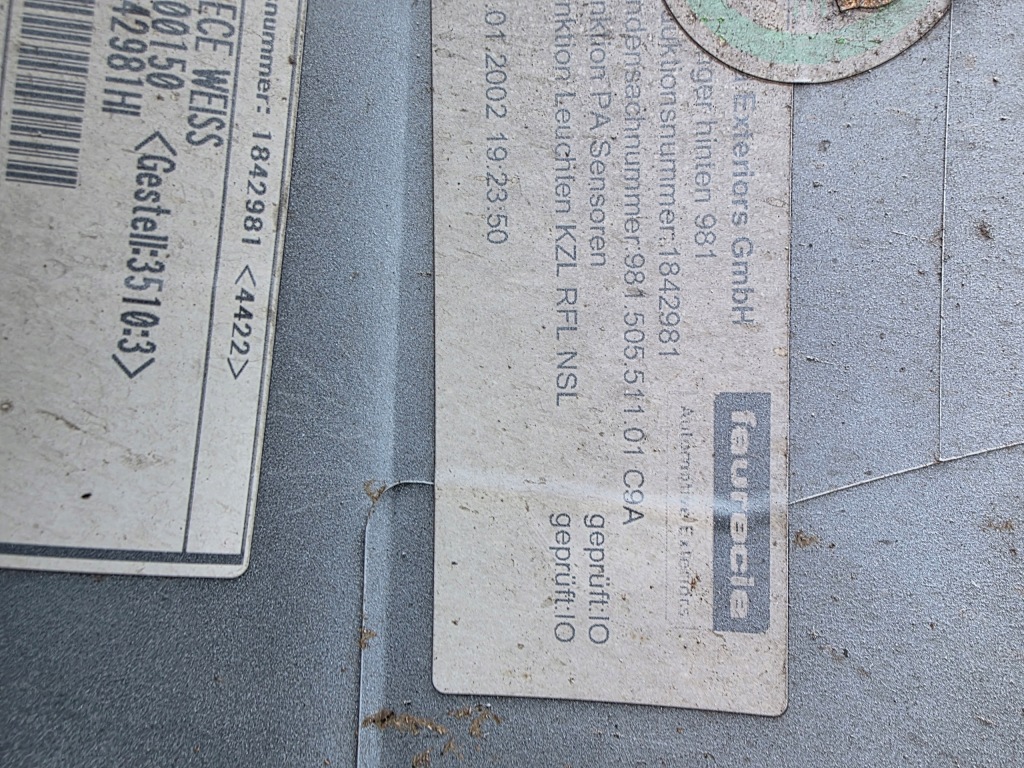 Exteriors GmbH
faurecia
Automotive Exteriors
nger hinten 981
uktionsnummer:1842981
ndensachnummer:981.505.511.01 C9A
nktion PA Sensoren geprüft:IO
nktion Leuchten KZL RFL NSL geprüft:IO
.01.2002 19:23:50
nummer: 1842981 <4422>
ECE WEISS
00150 <Gestell:3510:3>
42981H